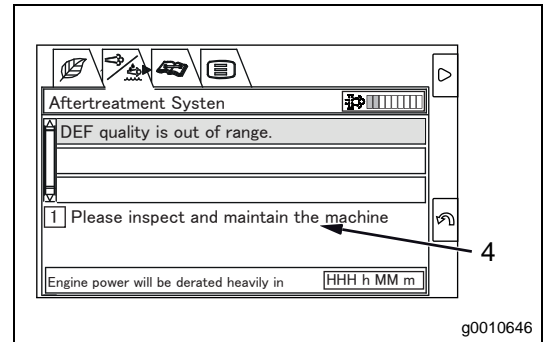 Aftertreatment Systen
DEF quality is out of range.
1 Please inspect and maintain the machine
4
Engine power will be derated heavily in HHH h MM m
g0010646